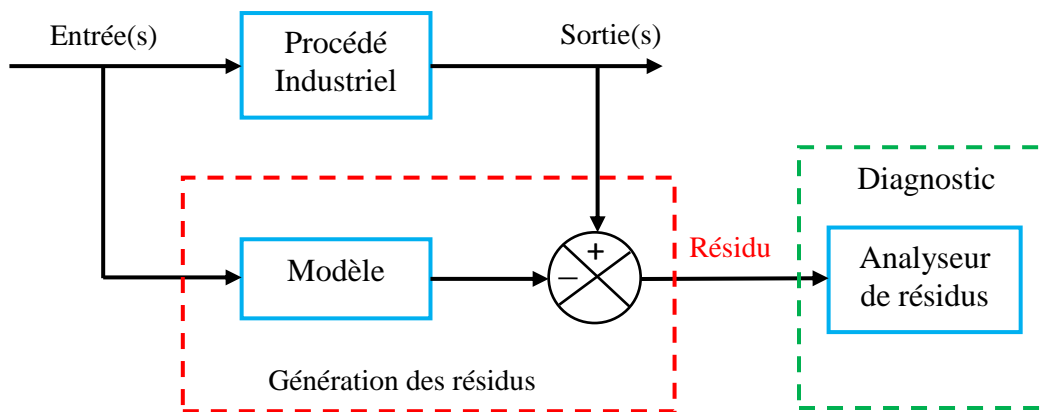 Entrée(s)
Procédé
Industriel
Sortie(s)
Diagnostic
+
Résidu
Modèle
−
Analyseur
de résidus
Génération des résidus